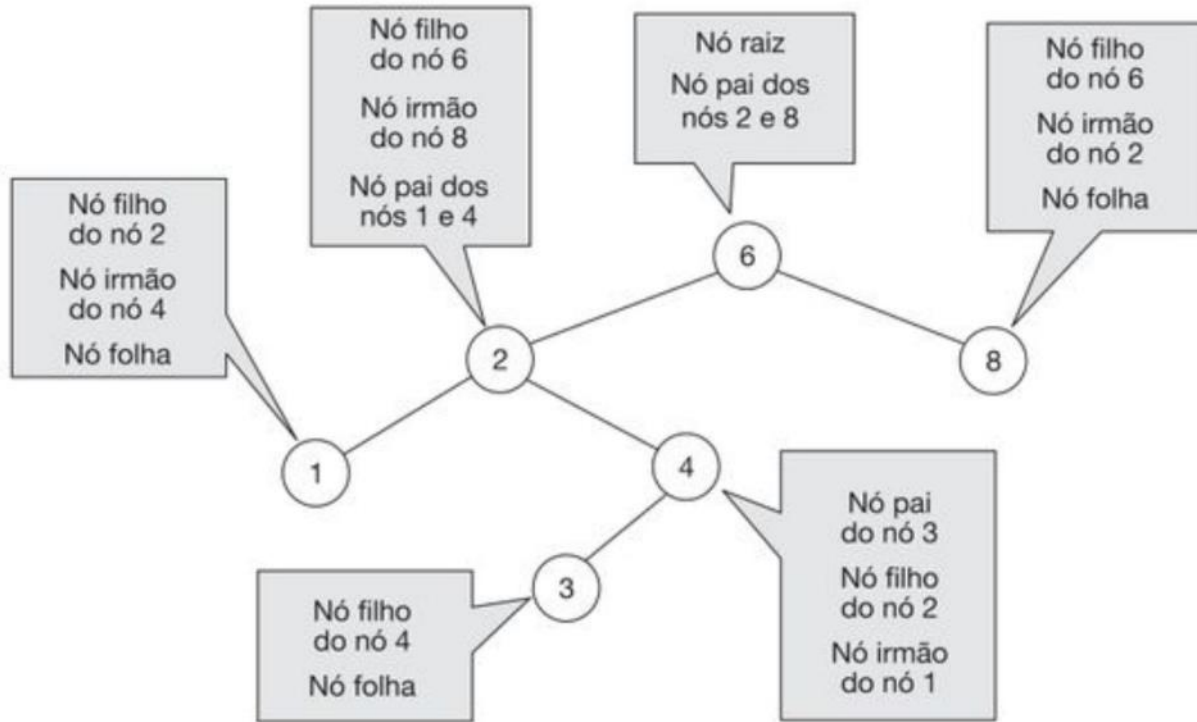 Nó filho
do nó 6
Nó irmão
do nó 8
Nó pai dos
nós 1 e 4
Nó raiz
Nó pai dos
nós 2 e 8
Nó filho
do nó 6
Nó irmão
do nó 2
Nó folha
Nó filho
do nó 2
Nó irmão
do nó 4
Nó folha
6
2
8
1
4
3
Nó filho
do nó 4
Nó folha
Nó pai
do nó 3
Nó filho
do nó 2
Nó irmão
do nó 1